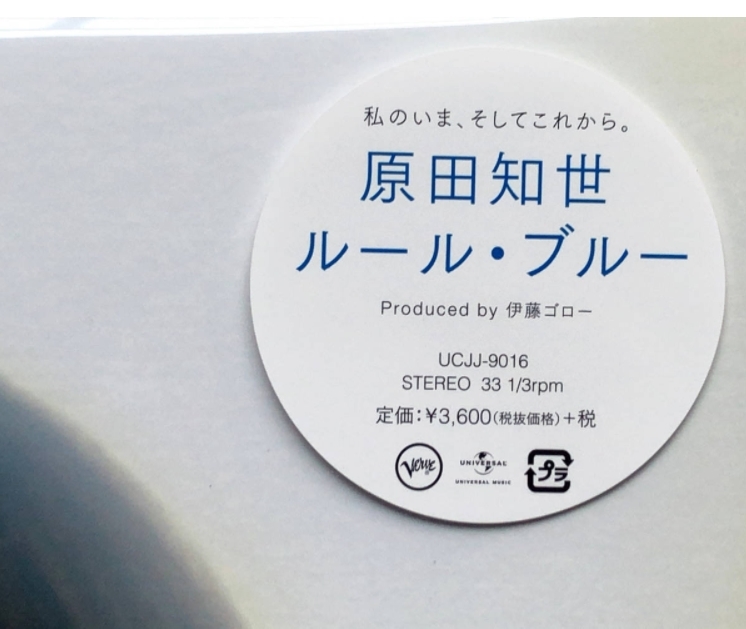 私のいま、そしてこれから。
原田知世
ルール・ブルー
Produced by 伊藤ゴロー
UCJJ-9016
STEREO 33 1/3rpm
定価:¥3,600(税抜価格)+税
Verve
UNIVERSAL
UNIVERSAL MUSIC
プラ